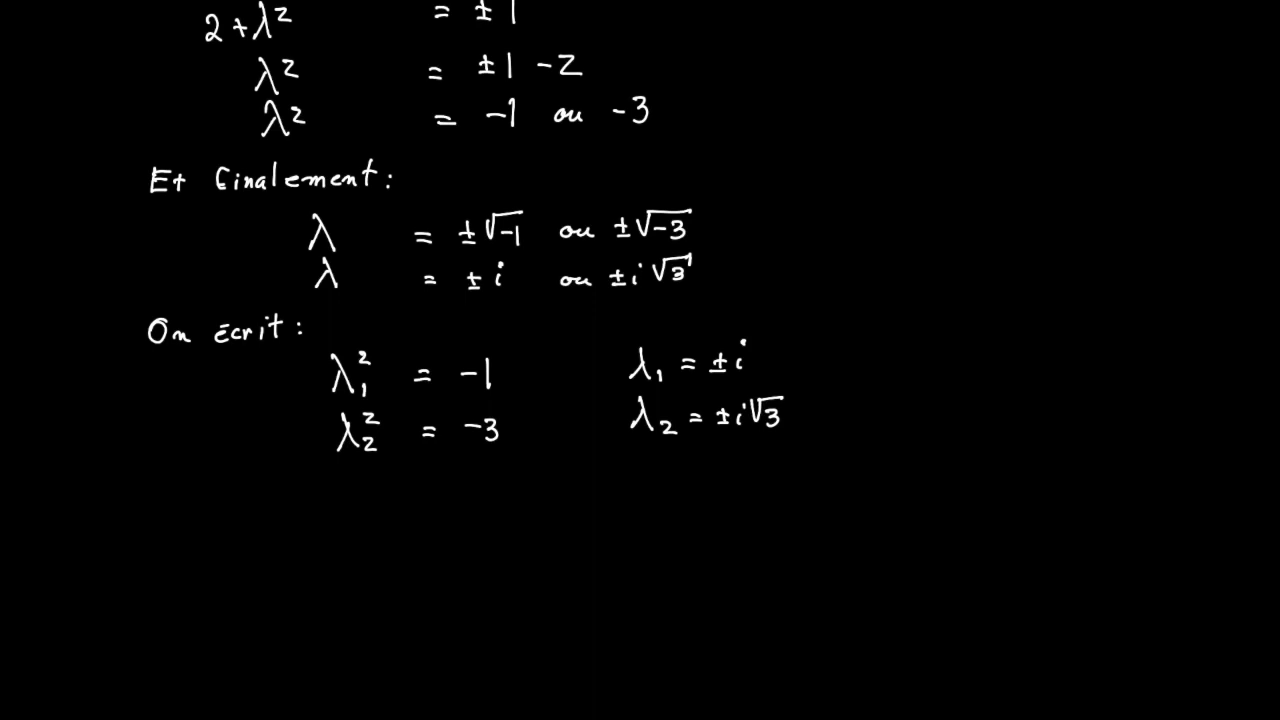 2 + λ² = ± 1
λ² = ± 1 - 2
λ² = -1 ou -3
Et finalement :
λ = ±√-1 ou ±√-3
λ = ± i ou ± i √3
On écrit :
λ₁² = -1 λ₁ = ± i
λ₂² = -3 λ₂ = ± i√3